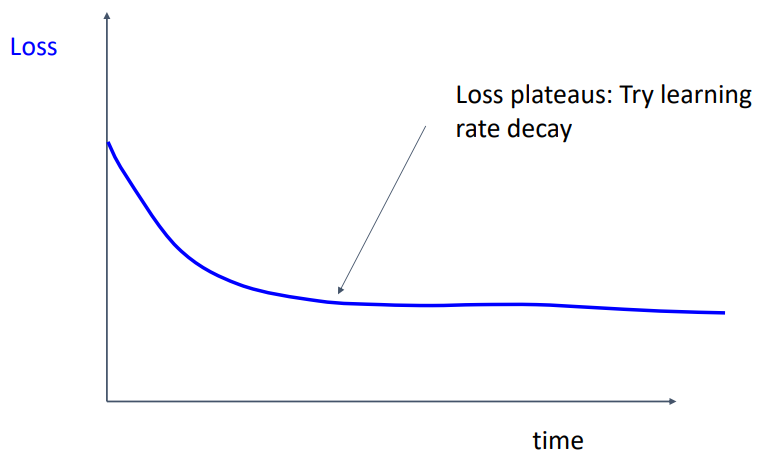 Loss
Loss plateaus: Try learning
rate decay
time